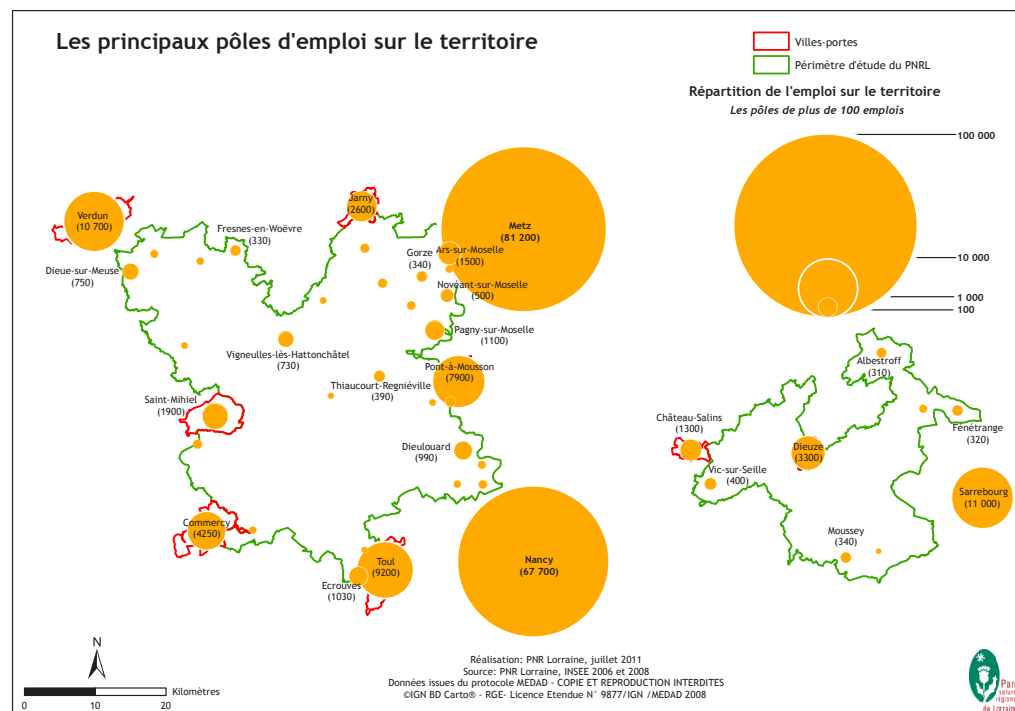 Les principaux pôles d'emploi sur le territoire
Villes-portes
Périmètre d'étude du PNRL
Répartition de l'emploi sur le territoire
Les pôles de plus de 100 emplois
100 000
10 000
1 000
100
Verdun
(10 700)
Jarny
(2600)
Metz
(81 200)
Fresnes-en-Woëvre
(330)
Dieue-sur-Meuse
(750)
Gorze
(340)
Ars-sur-Moselle
(1500)
Novéant-sur-Moselle
(500)
Pagny-sur-Moselle
(1100)
Vigneulles-lès-Hattonchâtel
(730)
Pont-à-Mousson
(7900)
Thiaucourt-Regniéville
(390)
Saint-Mihiel
(1900)
Dieulouard
(990)
Commercy
(4250)
Toul
(9200)
Ecrouves
(1030)
Nancy
(67 700)
Albestroff
(310)
Château-Salins
(1300)
Fénétrange
(320)
Dieuze
(3300)
Vic-sur-Seille
(400)
Sarrebourg
(11 000)
Moussey
(340)
N
Kilomètres
0
10
20
Réalisation: PNR Lorraine, juillet 2011
Source: PNR Lorraine, INSEE 2006 et 2008
Données issues du protocole MEDAD - COPIE ET REPRODUCTION INTERDITES
©IGN BD Carto® - RGE- Licence Etendue N° 9877/IGN /MEDAD 2008
Parc
naturel
régional
de Lorraine